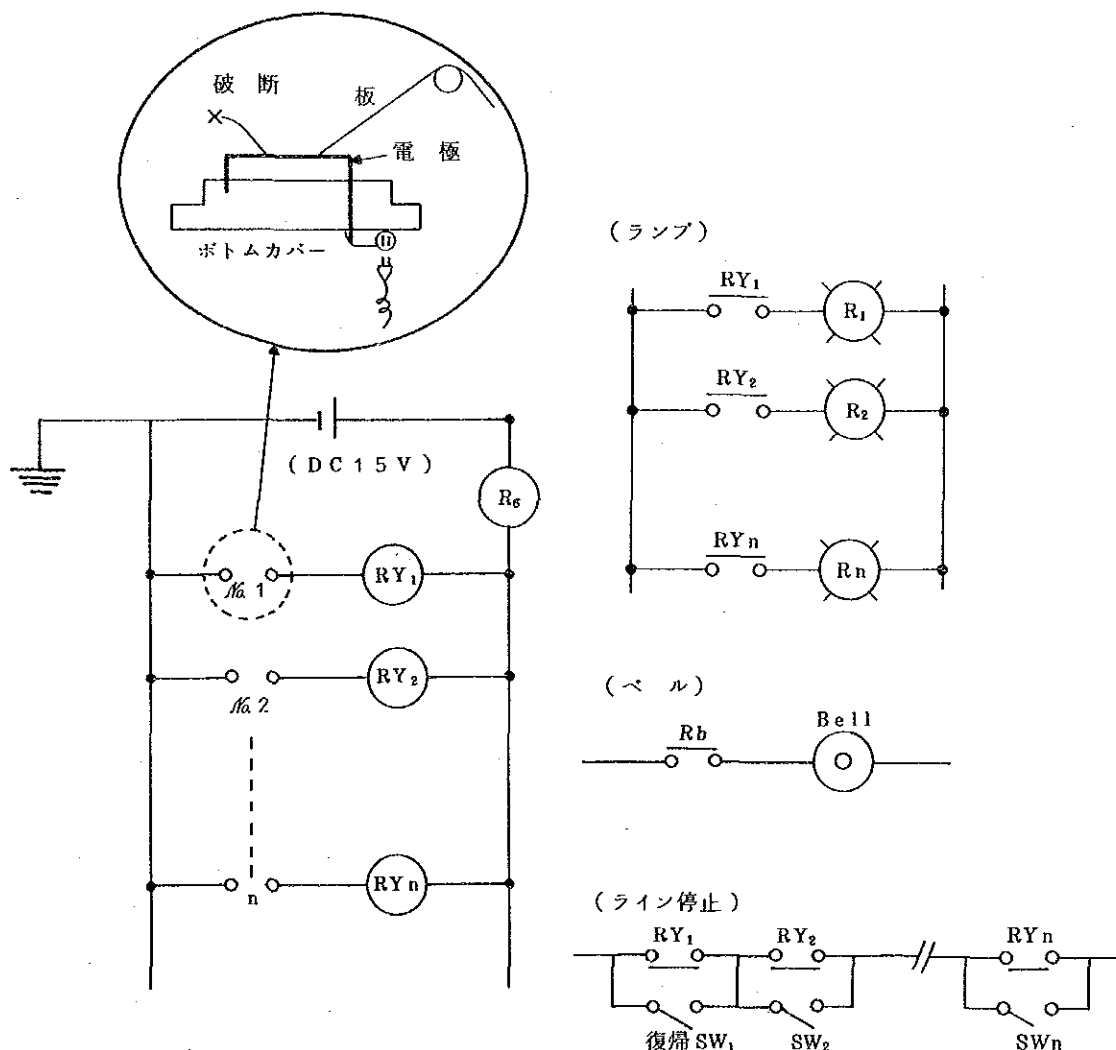 破断
板
電極
ボトムカバー
(DC15V)
R₆
No.1
RY₁
No.2
RY₂
n
RYn
(ランプ)
RY₁
R₁
RY₂
R₂
RYn
Rn
(ベル)
Rb
Bell
(ライン停止)
RY₁
RY₂
RYn
復帰SW₁
SW₂
SWn